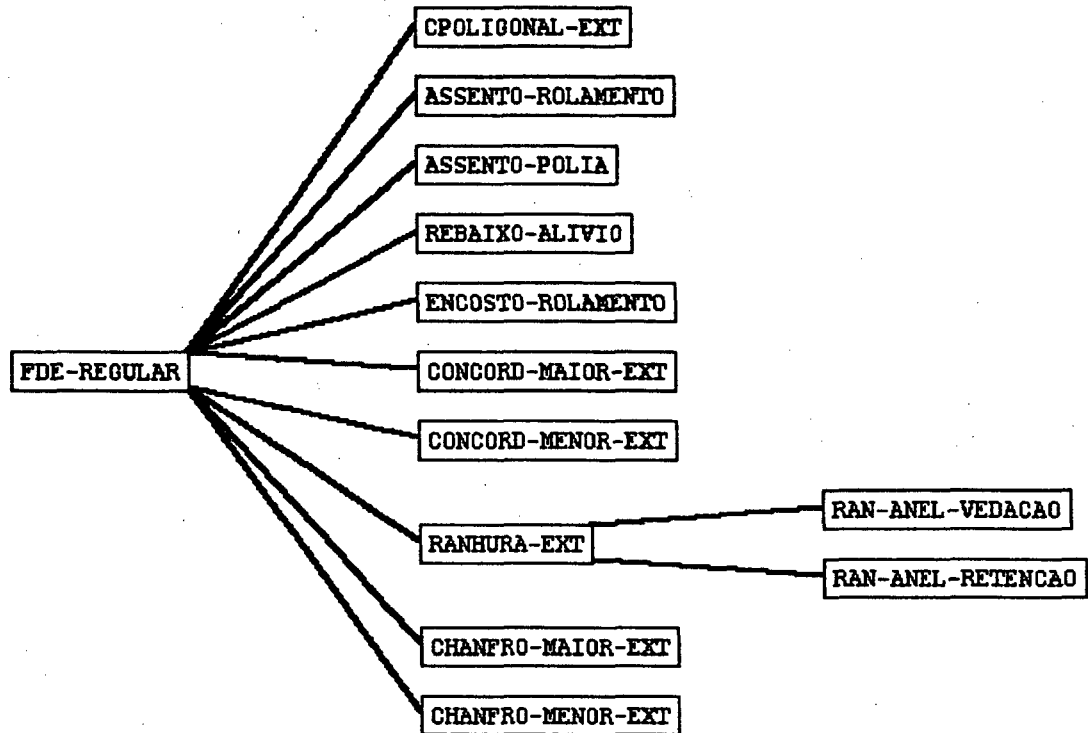 CPOLIGONAL-EXT
ASSENTO-ROLAMENTO
ASSENTO-POLIA
REBAIXO-ALIVIO
ENCOSTO-ROLAMENTO
FDE-REGULAR
CONCORD-MAIOR-EXT
CONCORD-MENOR-EXT
RAN-ANEL-VEDACAO
RANHURA-EXT
RAN-ANEL-RETENCAO
CHANFRO-MAIOR-EXT
CHANFRO-MENOR-EXT